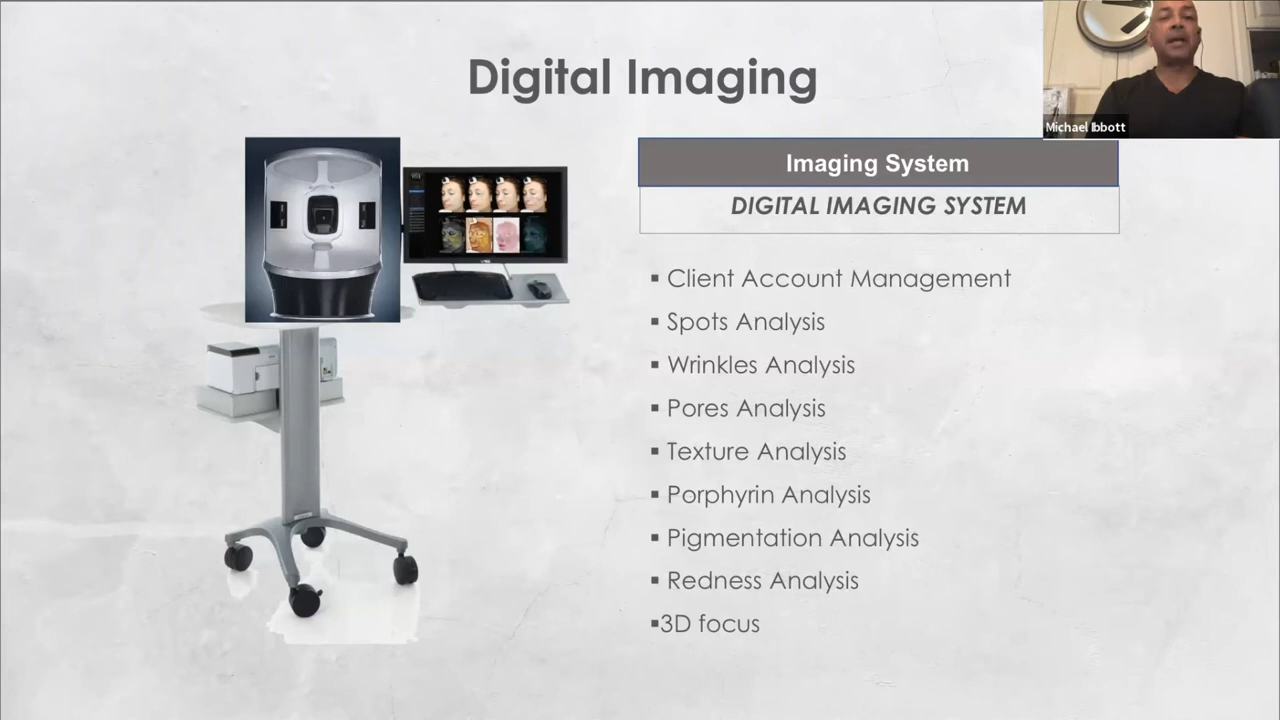 Digital Imaging
Michael Ibbott
Imaging System
DIGITAL IMAGING SYSTEM
▪ Client Account Management
▪ Spots Analysis
▪ Wrinkles Analysis
▪ Pores Analysis
▪ Texture Analysis
▪ Porphyrin Analysis
▪ Pigmentation Analysis
▪ Redness Analysis
▪3D focus